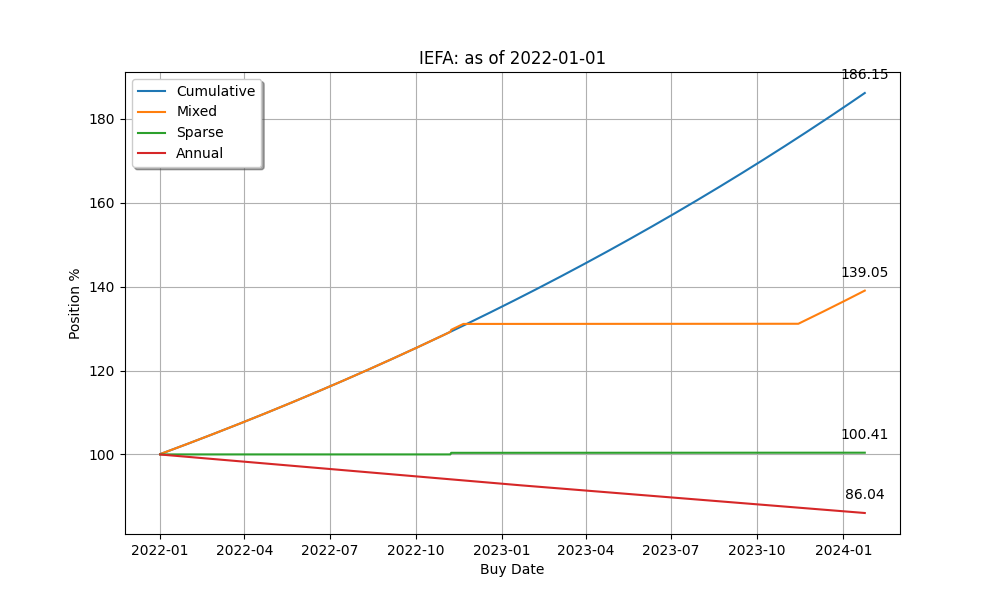 IEFA: as of 2022-01-01
186.15
Cumulative
Mixed
Sparse
Annual
180
160
139.05
140
120
100.41
100
86.04
Position %
2022-01 2022-04 2022-07 2022-10 2023-01 2023-04 2023-07 2023-10 2024-01
Buy Date